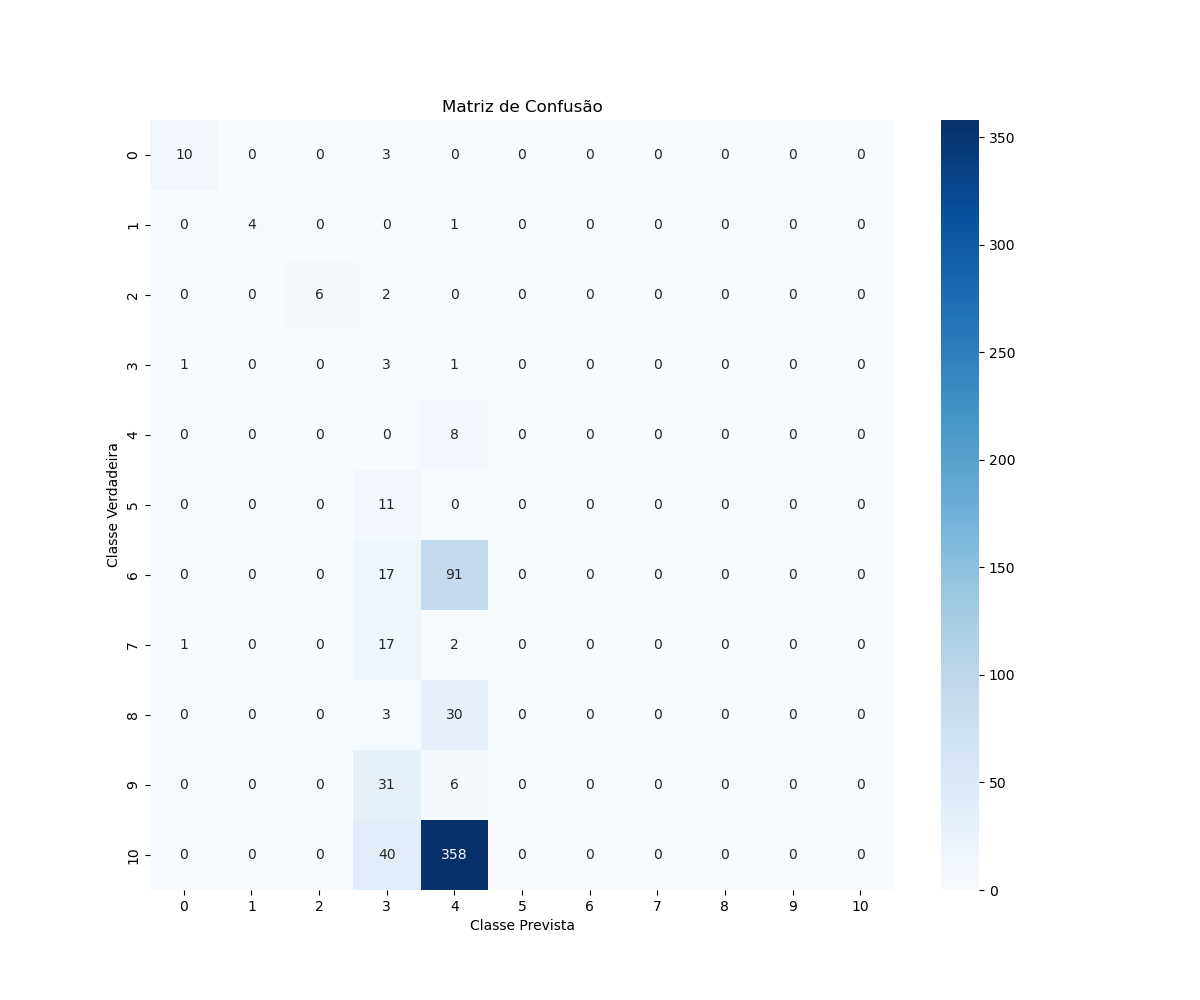 Matriz de Confusão
0 10 0 0 3 0 0 0 0 0 0 0
1 0 4 0 0 1 0 0 0 0 0 0
2 0 0 6 2 0 0 0 0 0 0 0
3 1 0 0 3 1 0 0 0 0 0 0
4 0 0 0 0 8 0 0 0 0 0 0
5 0 0 0 11 0 0 0 0 0 0 0
6 0 0 0 17 91 0 0 0 0 0 0
7 1 0 0 17 2 0 0 0 0 0 0
8 0 0 0 3 30 0 0 0 0 0 0
9 0 0 0 31 6 0 0 0 0 0 0
10 0 0 0 40 358 0 0 0 0 0 0
0 1 2 3 4 5 6 7 8 9 10
Classe Prevista
Classe Verdadeira
350
300
250
200
150
100
50
0